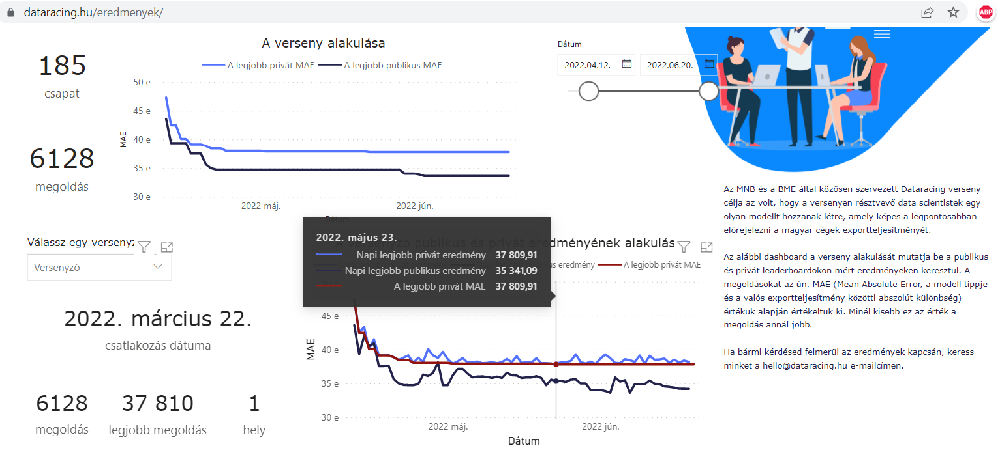 dataracing.hu/eredmenyek/
ABP
185
csapat
6128
megoldás
A verseny alakulása
A legjobb privát MAE
A legjobb publikus MAE
50 e
45 e
40 e
35 e
30 e
MAE
2022 máj.
2022 jún.
Dátum
Dátum
2022.04.12.
2022.06.20.
Az MNB és a BME által közösen szervezett Dataracing verseny
célja az volt, hogy a versenyen résztvevő data scientistek egy
olyan modellt hozzanak létre, amely képes a legpontosabban
előrejelezni a magyar cégek exportteljesítményét.
Az alábbi dashboard a verseny alakulását mutatja be a publikus
és privát leaderboardokon mért eredményeken keresztül. A
megoldásokat az ún. MAE (Mean Absolute Error, a modell tippje
és a valós exportteljesítmény közötti abszolút különbség)
értékük alapján értékeltük ki. Minél kisebb ez az érték a
megoldás annál jobb.
Ha bármi kérdésed felmerül az eredmények kapcsán, keress
minket a hello@dataracing.hu e-mailcímen.
Válassz egy versenyz
Versenyző
2022. március 22.
csatlakozás dátuma
6128
megoldás
37 810
legjobb megoldás
1
hely
A versenyző publikus és privát eredményének alakulás
eredmény
A legjobb privát MAE
2022. május 23.
Napi legjobb privát eredmény 37 809,91
Napi legjobb publikus eredmény 35 341,09
A legjobb privát MAE 37 809,91
45 e
40 e
35 e
30 e
MAE
2022 máj.
2022 jún.
Dátum